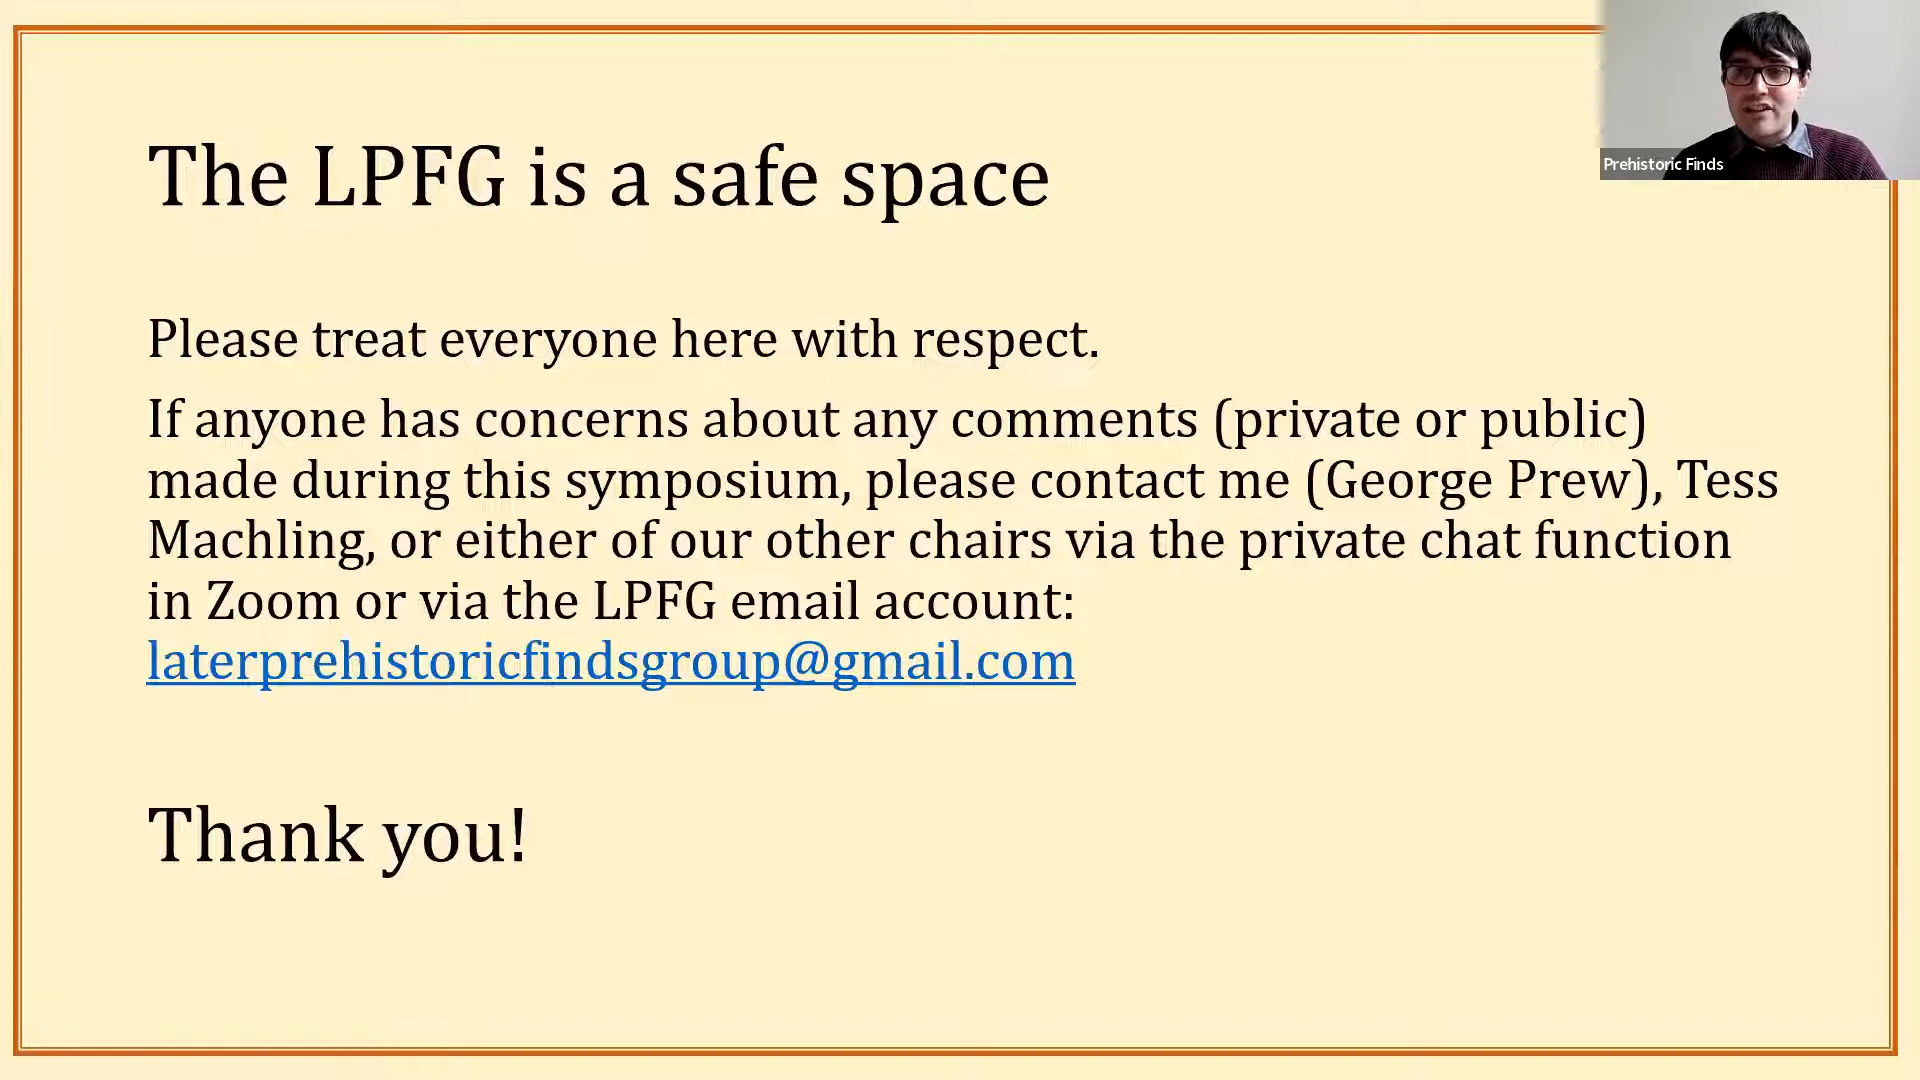 The LPFG is a safe space
Prehistoric Finds
Please treat everyone here with respect.
If anyone has concerns about any comments (private or public)
made during this symposium, please contact me (George Prew), Tess
Machling, or either of our other chairs via the private chat function
in Zoom or via the LPFG email account:
laterprehistoricfindsgroup@gmail.com
Thank you!